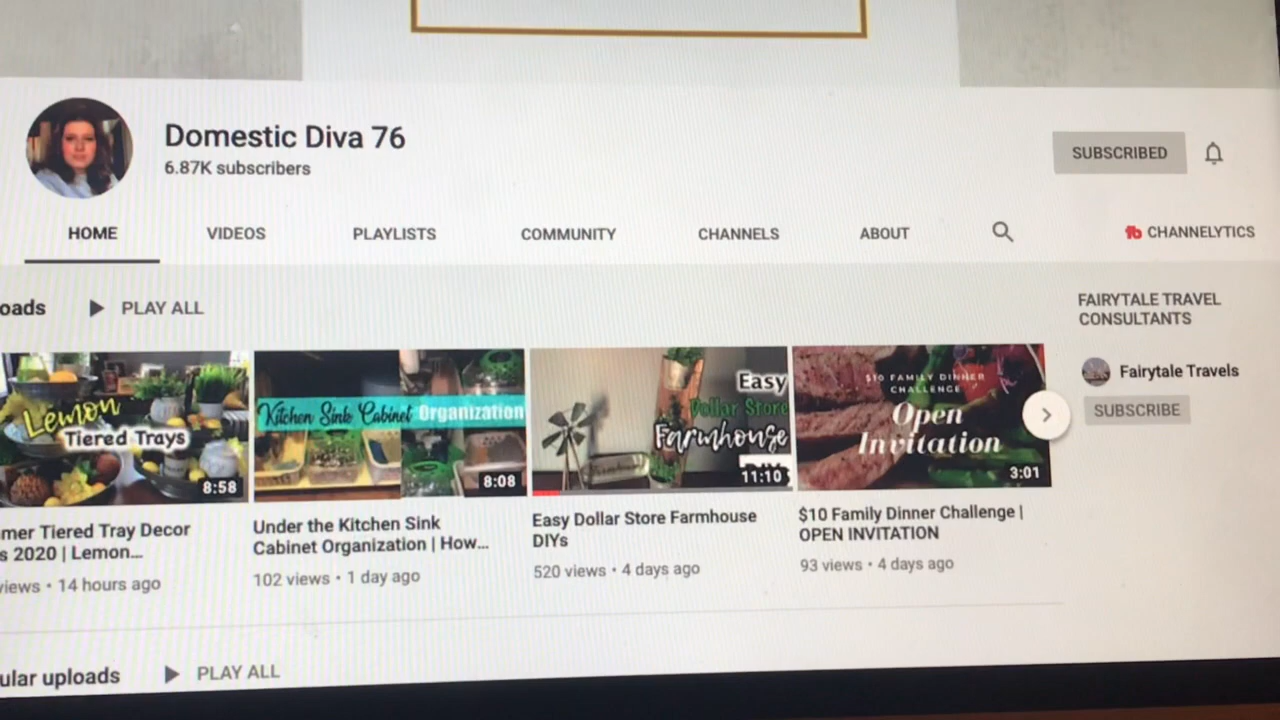 Domestic Diva 76
6.87K subscribers
SUBSCRIBED
HOME
VIDEOS
PLAYLISTS
COMMUNITY
CHANNELS
ABOUT
CHANNELYTICS
oads
PLAY ALL
FAIRYTALE TRAVEL
CONSULTANTS
Fairytale Travels
SUBSCRIBE
Lemon
Tiered Trays
8:58
Kitchen Sink Cabinet Organization
8:08
Easy
Dollar Store
Farmhouse
11:10
$10 FAMILY DINNER
CHALLENGE
Open
Invitation
3:01
mer Tiered Tray Decor
s 2020 | Lemon...
views • 14 hours ago
Under the Kitchen Sink
Cabinet Organization | How...
102 views • 1 day ago
Easy Dollar Store Farmhouse
DIYs
520 views • 4 days ago
$10 Family Dinner Challenge |
OPEN INVITATION
93 views • 4 days ago
ular uploads
PLAY ALL